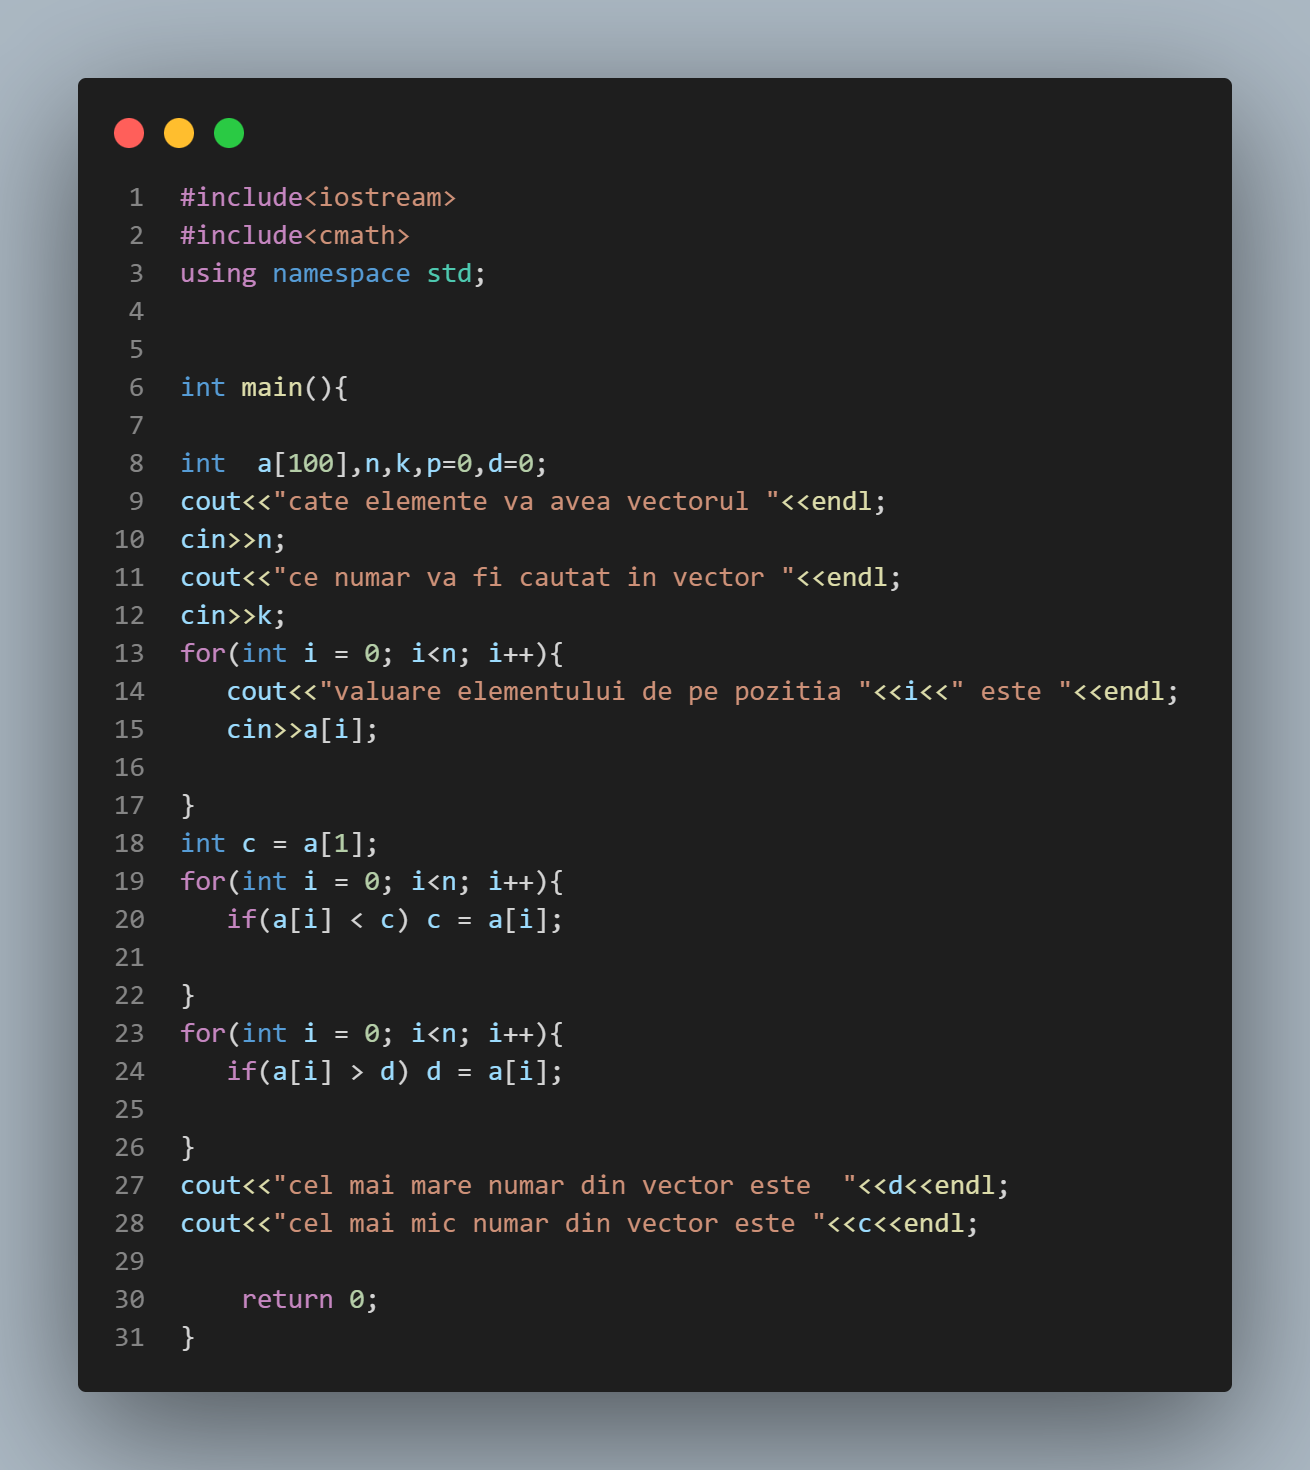 1 #include<iostream>
2 #include<cmath>
3 using namespace std;
4
5
6 int main(){
7
8 int  a[100],n,k,p=0,d=0;
9 cout<<"cate elemente va avea vectorul "<<endl;
10 cin>>n;
11 cout<<"ce numar va fi cautat in vector "<<endl;
12 cin>>k;
13 for(int i = 0; i<n; i++){
14    cout<<"valuare elementului de pe pozitia "<<i<<" este "<<endl;
15    cin>>a[i];
16
17 }
18 int c = a[1];
19 for(int i = 0; i<n; i++){
20    if(a[i] < c) c = a[i];
21
22 }
23 for(int i = 0; i<n; i++){
24    if(a[i] > d) d = a[i];
25
26 }
27 cout<<"cel mai mare numar din vector este  "<<d<<endl;
28 cout<<"cel mai mic numar din vector este "<<c<<endl;
29
30     return 0;
31 }